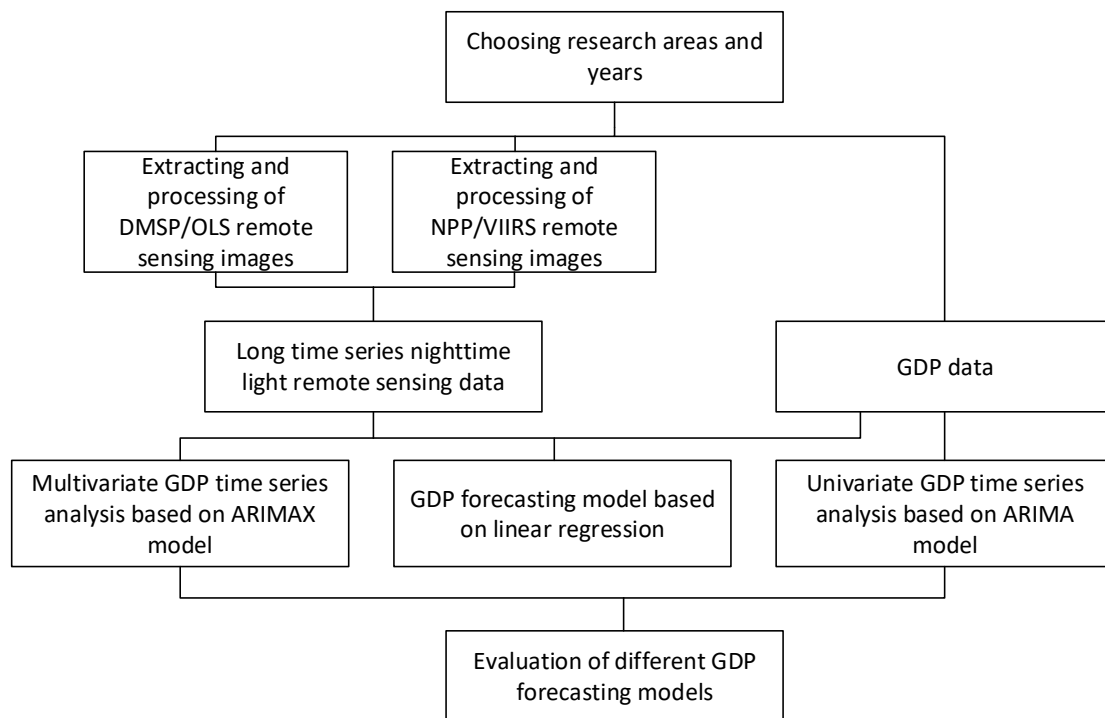 Choosing research areas and
years
Extracting and
processing of
DMSP/OLS remote
sensing images
Extracting and
processing of
NPP/VIIRS remote
sensing images
Long time series nighttime
light remote sensing data
GDP data
Multivariate GDP time series
analysis based on ARIMAX
model
GDP forecasting model based
on linear regression
Univariate GDP time series
analysis based on ARIMA
model
Evaluation of different GDP
forecasting models